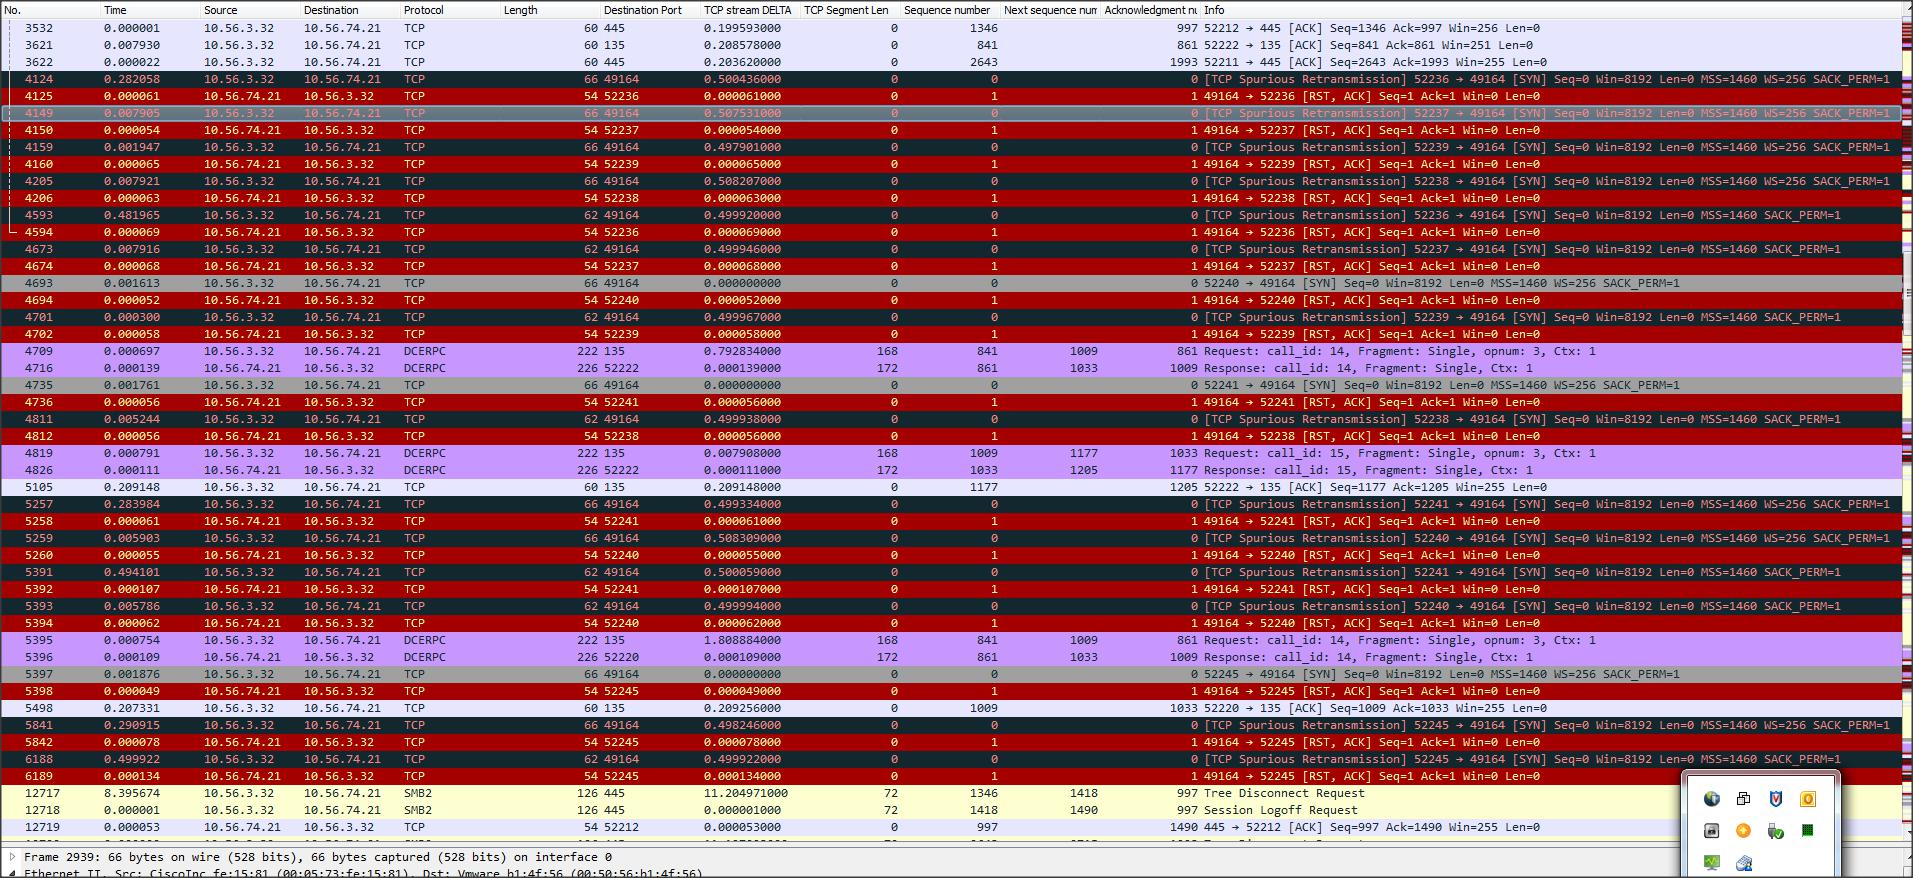 No. Time Source Destination Protocol Length Destination Port TCP stream DELTA TCP Segment Len Sequence number Next sequence num Acknowledgment nu Info
3532 0.000001 10.56.3.32 10.56.74.21 TCP 60 445 0.199593000 0 1346 997 52212 → 445 [ACK] Seq=1346 Ack=997 Win=256 Len=0
3621 0.007930 10.56.3.32 10.56.74.21 TCP 60 135 0.208578000 0 841 861 52222 → 135 [ACK] Seq=841 Ack=861 Win=251 Len=0
3622 0.000022 10.56.3.32 10.56.74.21 TCP 60 445 0.203620000 0 2643 1993 52211 → 445 [ACK] Seq=2643 Ack=1993 Win=255 Len=0
4124 0.282058 10.56.3.32 10.56.74.21 TCP 66 49164 0.500436000 0 0 0 [TCP Spurious Retransmission] 52236 → 49164 [SYN] Seq=0 Win=8192 Len=0 MSS=1460 WS=256 SACK_PERM=1
4125 0.000061 10.56.74.21 10.56.3.32 TCP 54 52236 0.000061000 0 1 1 49164 → 52236 [RST, ACK] Seq=1 Ack=1 Win=0 Len=0
4149 0.007905 10.56.3.32 10.56.74.21 TCP 66 49164 0.507531000 0 0 0 [TCP Spurious Retransmission] 52237 → 49164 [SYN] Seq=0 Win=8192 Len=0 MSS=1460 WS=256 SACK_PERM=1
4150 0.000054 10.56.74.21 10.56.3.32 TCP 54 52237 0.000054000 0 1 1 49164 → 52237 [RST, ACK] Seq=1 Ack=1 Win=0 Len=0
4159 0.001947 10.56.3.32 10.56.74.21 TCP 66 49164 0.497901000 0 0 0 [TCP Spurious Retransmission] 52239 → 49164 [SYN] Seq=0 Win=8192 Len=0 MSS=1460 WS=256 SACK_PERM=1
4160 0.000065 10.56.74.21 10.56.3.32 TCP 54 52239 0.000065000 0 1 1 49164 → 52239 [RST, ACK] Seq=1 Ack=1 Win=0 Len=0
4205 0.007921 10.56.3.32 10.56.74.21 TCP 66 49164 0.508207000 0 0 0 [TCP Spurious Retransmission] 52238 → 49164 [SYN] Seq=0 Win=8192 Len=0 MSS=1460 WS=256 SACK_PERM=1
4206 0.000063 10.56.74.21 10.56.3.32 TCP 54 52238 0.000063000 0 1 1 49164 → 52238 [RST, ACK] Seq=1 Ack=1 Win=0 Len=0
4593 0.481965 10.56.3.32 10.56.74.21 TCP 62 49164 0.499920000 0 0 0 [TCP Spurious Retransmission] 52236 → 49164 [SYN] Seq=0 Win=8192 Len=0 MSS=1460 SACK_PERM=1
4594 0.000069 10.56.74.21 10.56.3.32 TCP 54 52236 0.000069000 0 1 1 49164 → 52236 [RST, ACK] Seq=1 Ack=1 Win=0 Len=0
4673 0.007916 10.56.3.32 10.56.74.21 TCP 62 49164 0.499946000 0 0 0 [TCP Spurious Retransmission] 52237 → 49164 [SYN] Seq=0 Win=8192 Len=0 MSS=1460 SACK_PERM=1
4674 0.000068 10.56.74.21 10.56.3.32 TCP 54 52237 0.000068000 0 1 1 49164 → 52237 [RST, ACK] Seq=1 Ack=1 Win=0 Len=0
4693 0.001613 10.56.3.32 10.56.74.21 TCP 66 49164 0.000000000 0 0 0 52240 → 49164 [SYN] Seq=0 Win=8192 Len=0 MSS=1460 WS=256 SACK_PERM=1
4694 0.000052 10.56.74.21 10.56.3.32 TCP 54 52240 0.000052000 0 1 1 49164 → 52240 [RST, ACK] Seq=1 Ack=1 Win=0 Len=0
4701 0.000300 10.56.3.32 10.56.74.21 TCP 62 49164 0.499967000 0 0 0 [TCP Spurious Retransmission] 52239 → 49164 [SYN] Seq=0 Win=8192 Len=0 MSS=1460 SACK_PERM=1
4702 0.000058 10.56.74.21 10.56.3.32 TCP 54 52239 0.000058000 0 1 1 49164 → 52239 [RST, ACK] Seq=1 Ack=1 Win=0 Len=0
4709 0.000697 10.56.3.32 10.56.74.21 DCERPC 222 135 0.792834000 168 841 1009 861 Request: call_id: 14, Fragment: Single, opnum: 3, Ctx: 1
4716 0.000139 10.56.74.21 10.56.3.32 DCERPC 226 52222 0.000139000 172 861 1033 1009 Response: call_id: 14, Fragment: Single, Ctx: 1
4735 0.001761 10.56.3.32 10.56.74.21 TCP 66 49164 0.000000000 0 0 0 52241 → 49164 [SYN] Seq=0 Win=8192 Len=0 MSS=1460 WS=256 SACK_PERM=1
4736 0.000056 10.56.74.21 10.56.3.32 TCP 54 52241 0.000056000 0 1 1 49164 → 52241 [RST, ACK] Seq=1 Ack=1 Win=0 Len=0
4811 0.005244 10.56.3.32 10.56.74.21 TCP 62 49164 0.499938000 0 0 0 [TCP Spurious Retransmission] 52238 → 49164 [SYN] Seq=0 Win=8192 Len=0 MSS=1460 SACK_PERM=1
4812 0.000056 10.56.74.21 10.56.3.32 TCP 54 52238 0.000056000 0 1 1 49164 → 52238 [RST, ACK] Seq=1 Ack=1 Win=0 Len=0
4819 0.000791 10.56.3.32 10.56.74.21 DCERPC 222 135 0.007908000 168 1009 1177 1033 Request: call_id: 15, Fragment: Single, opnum: 3, Ctx: 1
4826 0.000111 10.56.74.21 10.56.3.32 DCERPC 226 52222 0.000111000 172 1033 1205 1177 Response: call_id: 15, Fragment: Single, Ctx: 1
5105 0.209148 10.56.3.32 10.56.74.21 TCP 60 135 0.209148000 0 1177 1205 52222 → 135 [ACK] Seq=1177 Ack=1205 Win=255 Len=0
5257 0.283984 10.56.3.32 10.56.74.21 TCP 66 49164 0.499334000 0 0 0 [TCP Spurious Retransmission] 52241 → 49164 [SYN] Seq=0 Win=8192 Len=0 MSS=1460 WS=256 SACK_PERM=1
5258 0.000061 10.56.74.21 10.56.3.32 TCP 54 52241 0.000061000 0 1 1 49164 → 52241 [RST, ACK] Seq=1 Ack=1 Win=0 Len=0
5259 0.005903 10.56.3.32 10.56.74.21 TCP 66 49164 0.508309000 0 0 0 [TCP Spurious Retransmission] 52240 → 49164 [SYN] Seq=0 Win=8192 Len=0 MSS=1460 WS=256 SACK_PERM=1
5260 0.000055 10.56.74.21 10.56.3.32 TCP 54 52240 0.000055000 0 1 1 49164 → 52240 [RST, ACK] Seq=1 Ack=1 Win=0 Len=0
5391 0.494101 10.56.3.32 10.56.74.21 TCP 62 49164 0.500059000 0 0 0 [TCP Spurious Retransmission] 52241 → 49164 [SYN] Seq=0 Win=8192 Len=0 MSS=1460 SACK_PERM=1
5392 0.000107 10.56.74.21 10.56.3.32 TCP 54 52241 0.000107000 0 1 1 49164 → 52241 [RST, ACK] Seq=1 Ack=1 Win=0 Len=0
5393 0.005786 10.56.3.32 10.56.74.21 TCP 62 49164 0.499994000 0 0 0 [TCP Spurious Retransmission] 52240 → 49164 [SYN] Seq=0 Win=8192 Len=0 MSS=1460 SACK_PERM=1
5394 0.000062 10.56.74.21 10.56.3.32 TCP 54 52240 0.000062000 0 1 1 49164 → 52240 [RST, ACK] Seq=1 Ack=1 Win=0 Len=0
5395 0.000754 10.56.3.32 10.56.74.21 DCERPC 222 135 1.808884000 168 841 1009 861 Request: call_id: 14, Fragment: Single, opnum: 3, Ctx: 1
5396 0.000109 10.56.74.21 10.56.3.32 DCERPC 226 52220 0.000109000 172 861 1033 1009 Response: call_id: 14, Fragment: Single, Ctx: 1
5397 0.001876 10.56.3.32 10.56.74.21 TCP 66 49164 0.000000000 0 0 0 52245 → 49164 [SYN] Seq=0 Win=8192 Len=0 MSS=1460 WS=256 SACK_PERM=1
5398 0.000049 10.56.74.21 10.56.3.32 TCP 54 52245 0.000049000 0 1 1 49164 → 52245 [RST, ACK] Seq=1 Ack=1 Win=0 Len=0
5498 0.207331 10.56.3.32 10.56.74.21 TCP 60 135 0.209256000 0 1009 1033 52220 → 135 [ACK] Seq=1009 Ack=1033 Win=255 Len=0
5841 0.290915 10.56.3.32 10.56.74.21 TCP 66 49164 0.498246000 0 0 0 [TCP Spurious Retransmission] 52245 → 49164 [SYN] Seq=0 Win=8192 Len=0 MSS=1460 WS=256 SACK_PERM=1
5842 0.000078 10.56.74.21 10.56.3.32 TCP 54 52245 0.000078000 0 1 1 49164 → 52245 [RST, ACK] Seq=1 Ack=1 Win=0 Len=0
6188 0.499922 10.56.3.32 10.56.74.21 TCP 62 49164 0.499922000 0 0 0 [TCP Spurious Retransmission] 52245 → 49164 [SYN] Seq=0 Win=8192 Len=0 MSS=1460 SACK_PERM=1
6189 0.000134 10.56.74.21 10.56.3.32 TCP 54 52245 0.000134000 0 1 1 49164 → 52245 [RST, ACK] Seq=1 Ack=1 Win=0 Len=0
12717 8.395674 10.56.3.32 10.56.74.21 SMB2 126 445 11.204971000 72 1346 1418 997 Tree Disconnect Request
12718 0.000001 10.56.3.32 10.56.74.21 SMB2 126 445 0.000001000 72 1418 1490 997 Session Logoff Request
12719 0.000053 10.56.74.21 10.56.3.32 TCP 54 52212 0.000053000 0 997 1490 445 → 52212 [ACK] Seq=997 Ack=1490 Win=255 Len=0
Frame 2939: 66 bytes on wire (528 bits), 66 bytes captured (528 bits) on interface 0
Ethernet II, Src: CiscoInc_fe:15:81 (00:05:73:fe:15:81), Dst: Vmware_b1:4f:56 (00:50:56:b1:4f:56)